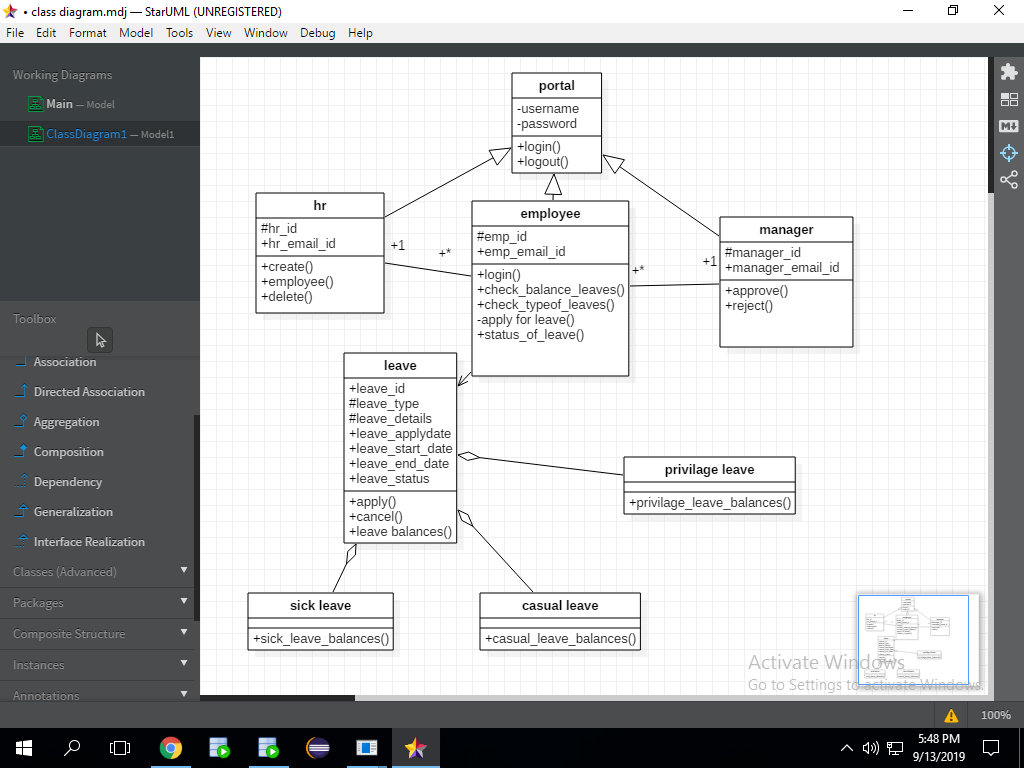 • class diagram.mdj — StarUML (UNREGISTERED)
File Edit Format Model Tools View Window Debug Help
Working Diagrams
Main — Model
ClassDiagram1 — Model1
Toolbox
Association
Directed Association
Aggregation
Composition
Dependency
Generalization
Interface Realization
Classes (Advanced)
Packages
Composite Structure
Instances
Annotations
portal
-username
-password
+login()
+logout()
hr
#hr_id
+hr_email_id
+create()
+employee()
+delete()
+1
+*
employee
#emp_id
+emp_email_id
+login()
+check_balance_leaves()
+check_typeof_leaves()
-apply for leave()
+status_of_leave()
+*
+1
manager
#manager_id
+manager_email_id
+approve()
+reject()
leave
+leave_id
#leave_type
#leave_details
+leave_applydate
+leave_start_date
+leave_end_date
+leave_status
+apply()
+cancel()
+leave balances()
privilage leave
+privilage_leave_balances()
sick leave
+sick_leave_balances()
casual leave
+casual_leave_balances()
M
Activate Windows
Go to Settings to activate Windows.
100%
5:48 PM
9/13/2019